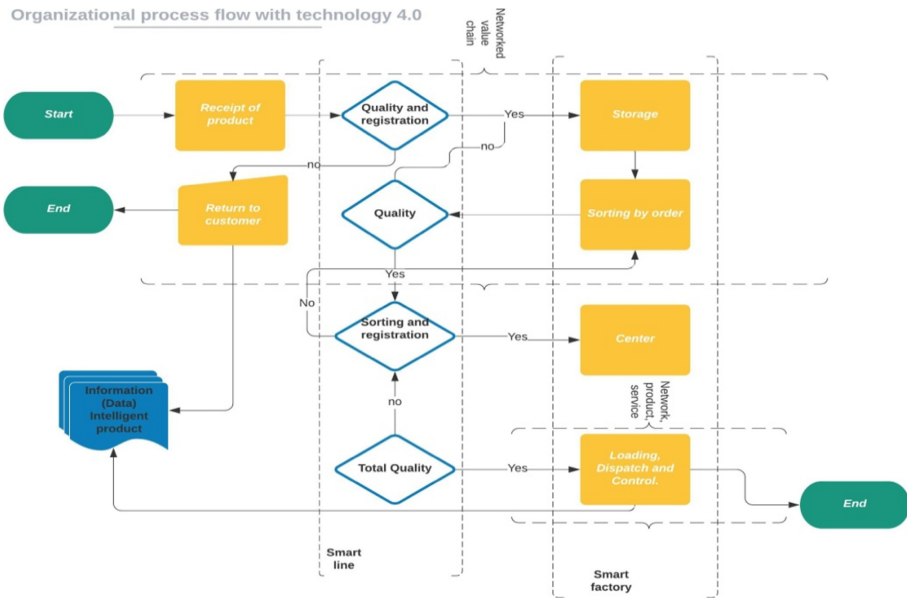 Organizational process flow with technology 4.0
Networked
value
chain
Start
Receipt of
product
Quality and
registration
Yes
Storage
no
no
End
Return to
customer
Quality
Sorting by order
Yes
No
Sorting and
registration
Yes
Center
Information
(Data)
Intelligent
product
no
Network,
product,
service
Total Quality
Yes
Loading,
Dispatch and
Control.
End
Smart
line
Smart
factory